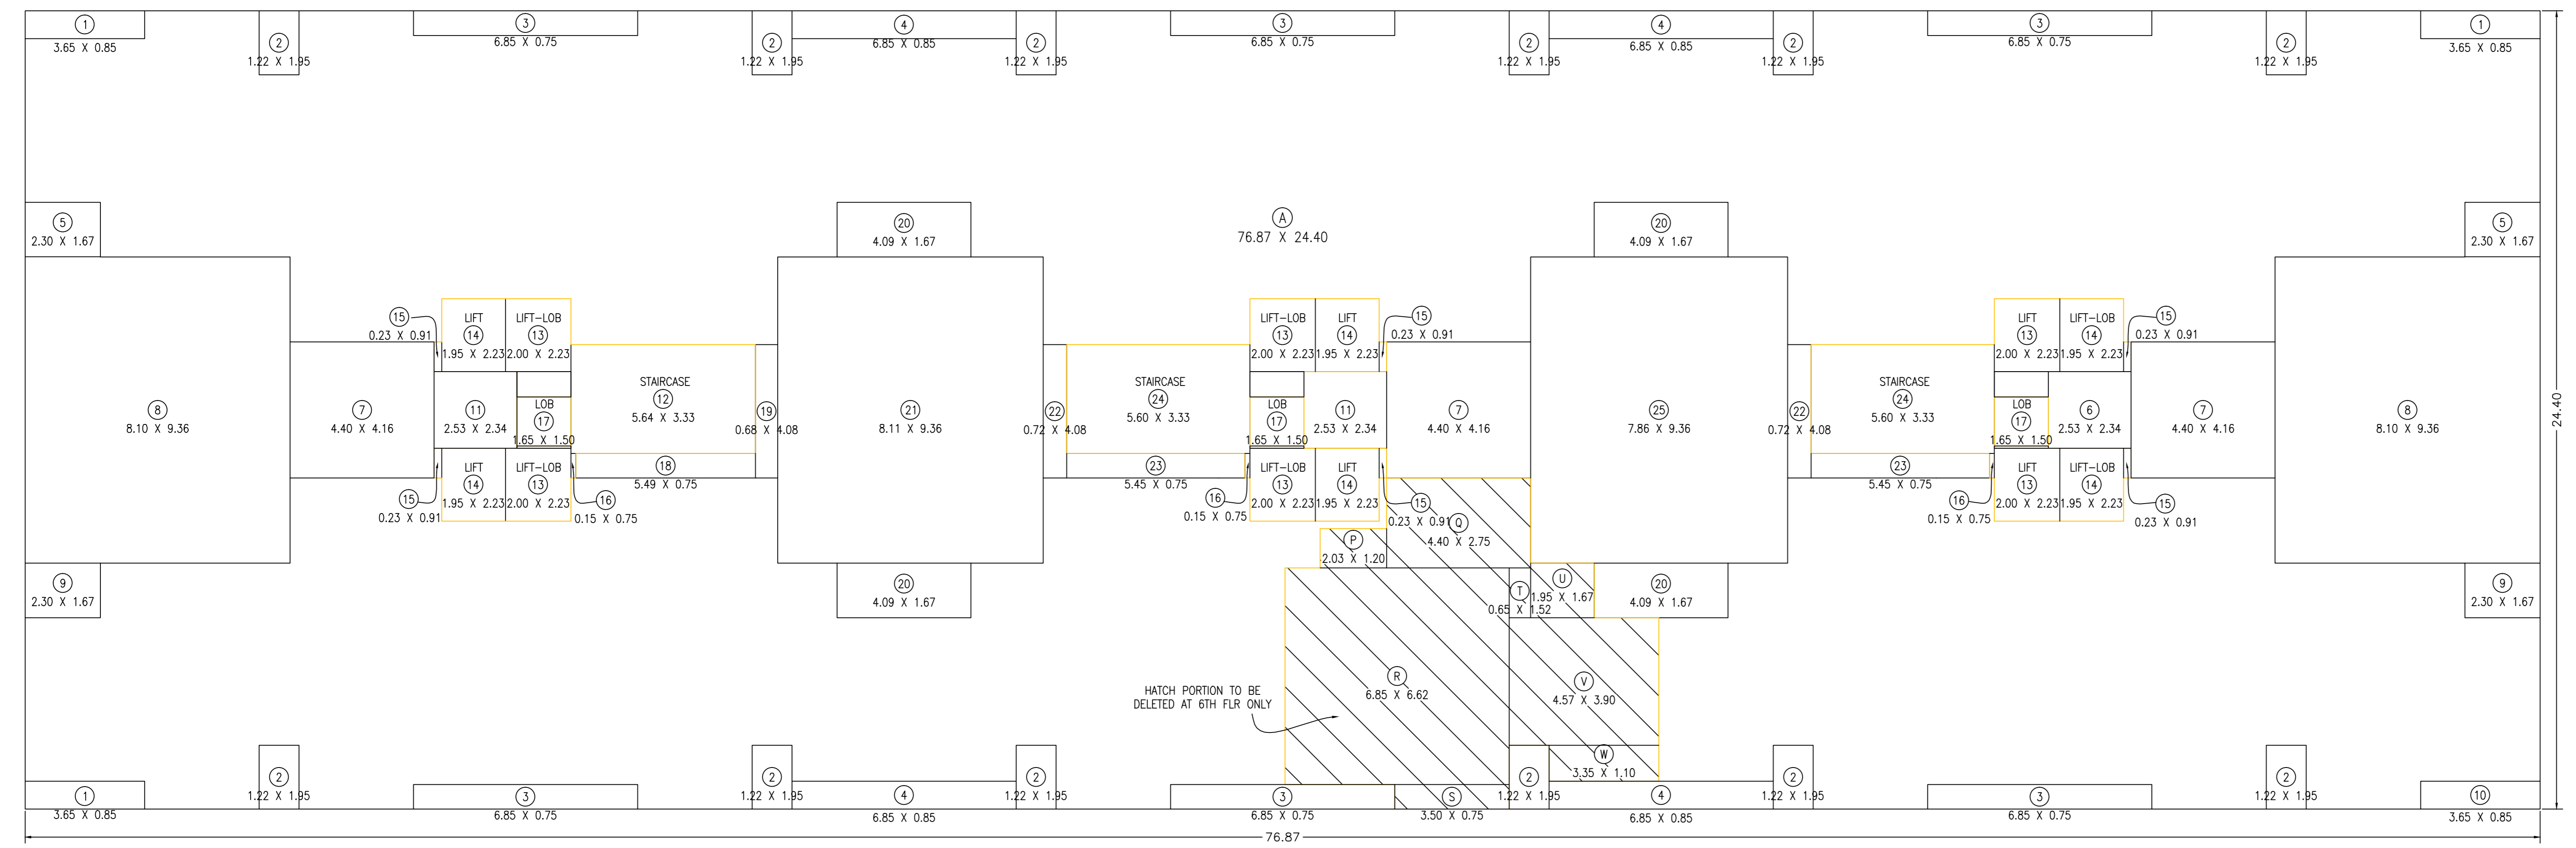 1
3.65 X 0.85
2
1.22 X 1.95
3
6.85 X 0.75
2
1.22 X 1.95
4
6.85 X 0.85
2
1.22 X 1.95
3
6.85 X 0.75
2
1.22 X 1.95
4
6.85 X 0.85
2
1.22 X 1.95
3
6.85 X 0.75
2
1.22 X 1.95
1
3.65 X 0.85
5
2.30 X 1.67
20
4.09 X 1.67
A
76.87 X 24.40
20
4.09 X 1.67
5
2.30 X 1.67
15
0.23 X 0.91
LIFT
14
1.95 X 2.23
LIFT-LOB
13
2.00 X 2.23
LIFT-LOB
13
2.00 X 2.23
LIFT
14
1.95 X 2.23
15
0.23 X 0.91
LIFT
13
2.00 X 2.23
LIFT-LOB
14
1.95 X 2.23
15
0.23 X 0.91
8
8.10 X 9.36
7
4.40 X 4.16
11
2.53 X 2.34
LOB
17
1.65 X 1.50
STAIRCASE
12
5.64 X 3.33
19
0.68 X 4.08
21
8.11 X 9.36
22
0.72 X 4.08
STAIRCASE
24
5.60 X 3.33
LOB
17
1.65 X 1.50
11
2.53 X 2.34
7
4.40 X 4.16
25
7.86 X 9.36
22
0.72 X 4.08
STAIRCASE
24
5.60 X 3.33
LOB
17
1.65 X 1.50
6
2.53 X 2.34
7
4.40 X 4.16
8
8.10 X 9.36
24.40
15
0.23 X 0.91
LIFT
14
1.95 X 2.23
LIFT-LOB
13
2.00 X 2.23
16
0.15 X 0.75
18
5.49 X 0.75
23
5.45 X 0.75
16
0.15 X 0.75
LIFT-LOB
13
2.00 X 2.23
LIFT
14
1.95 X 2.23
15
0.23 X 0.91
Q
4.40 X 2.75
P
2.03 X 1.20
23
5.45 X 0.75
16
0.15 X 0.75
LIFT
13
2.00 X 2.23
LIFT-LOB
14
1.95 X 2.23
15
0.23 X 0.91
9
2.30 X 1.67
20
4.09 X 1.67
T
0.65 X 1.52
U
1.95 X 1.67
20
4.09 X 1.67
9
2.30 X 1.67
HATCH PORTION TO BE
DELETED AT 6TH FLR ONLY
R
6.85 X 6.62
V
4.57 X 3.90
W
3.35 X 1.10
1
3.65 X 0.85
2
1.22 X 1.95
3
6.85 X 0.75
2
1.22 X 1.95
4
6.85 X 0.85
2
1.22 X 1.95
3
6.85 X 0.75
S
3.50 X 0.75
2
1.22 X 1.95
4
6.85 X 0.85
2
1.22 X 1.95
3
6.85 X 0.75
2
1.22 X 1.95
10
3.65 X 0.85
76.87